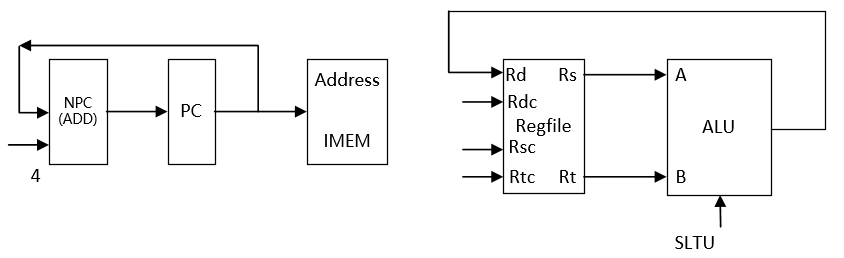 NPC
(ADD)
4
PC
Address
IMEM
Rd
Rs
Rdc
Regfile
Rsc
Rtc
Rt
A
ALU
B
SLTU